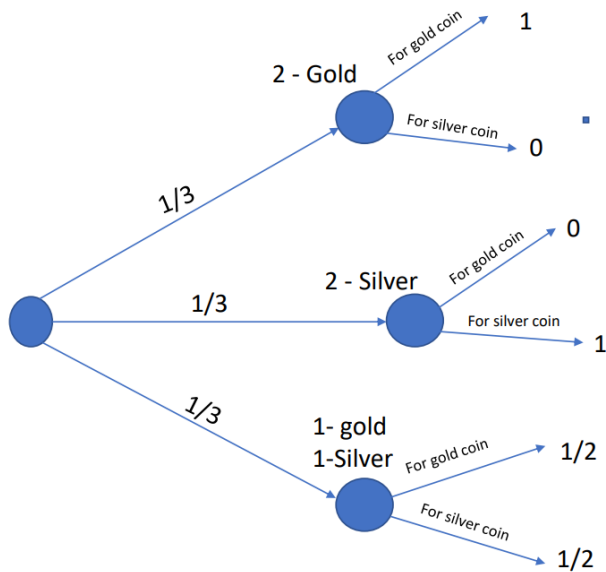 For gold coin
1
2 - Gold
For silver coin
0
1/3
For gold coin
0
2 - Silver
1/3
For silver coin
1
1/3
1- gold
1-Silver
For gold coin
1/2
For silver coin
1/2